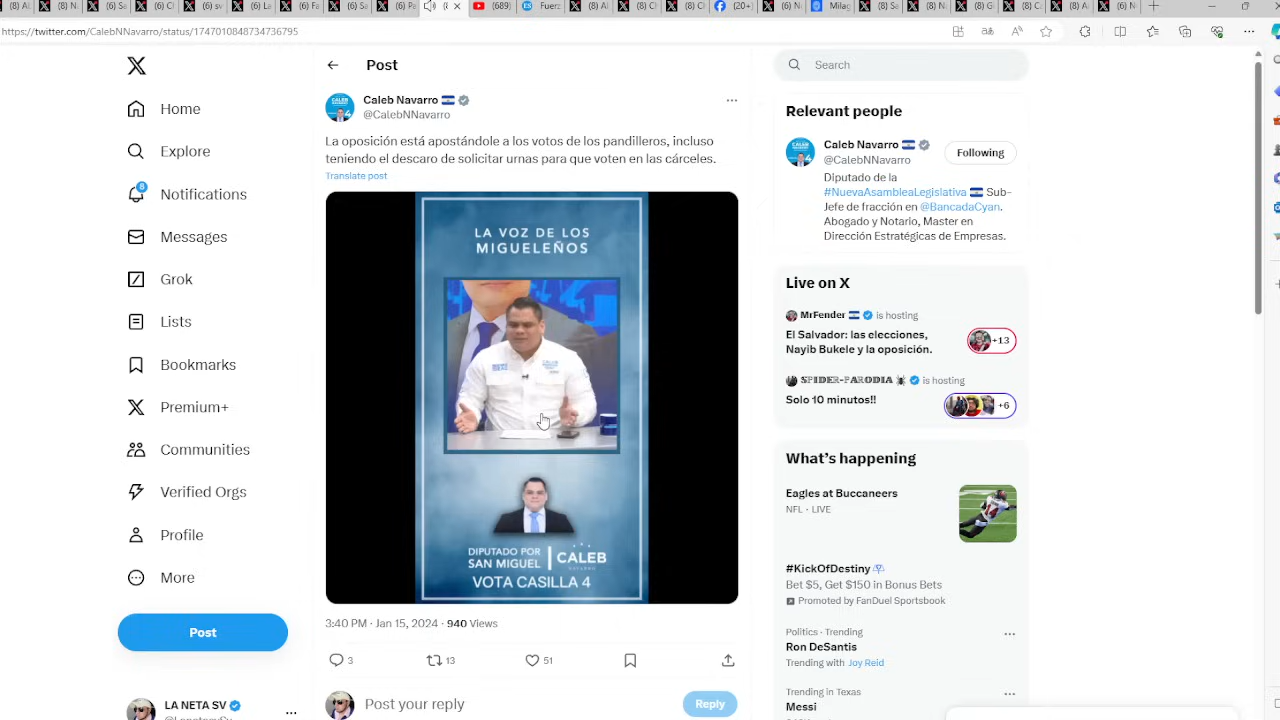 (689)
Fuerz
(20+)
Milag
https://twitter.com/CalebNNavarro/status/1747010848734736795
Home
Explore
8
Notifications
Messages
Grok
Lists
Bookmarks
Premium+
Communities
Verified Orgs
Profile
More
Post
LA NETA SV
Post
Caleb Navarro
@CalebNNavarro
La oposición está apostándole a los votos de los pandilleros, incluso
teniendo el descaro de solicitar urnas para que voten en las cárceles.
Translate post
LA VOZ DE LOS
MIGUELEÑOS
DIPUTADO POR
SAN MIGUEL
CALEB
NAVARRO
VOTA CASILLA 4
3:40 PM · Jan 15, 2024 · 940 Views
3
13
51
Post your reply
Reply
Search
Relevant people
Caleb Navarro
@CalebNNavarro
Following
Diputado de la
#NuevaAsambleaLegislativa Sub-
Jefe de fracción en @BancadaCyan.
Abogado y Notario, Master en
Dirección Estratégicas de Empresas.
Live on X
MrFender is hosting
El Salvador: las elecciones,
Nayib Bukele y la oposición.
+13
SPIDER-PARODIA is hosting
Solo 10 minutos!!
+6
What's happening
Eagles at Buccaneers
NFL · LIVE
#KickOfDestiny
Bet $5, Get $150 in Bonus Bets
Promoted by FanDuel Sportsbook
Politics · Trending
Ron DeSantis
Trending with Joy Reid
Trending in Texas
Messi